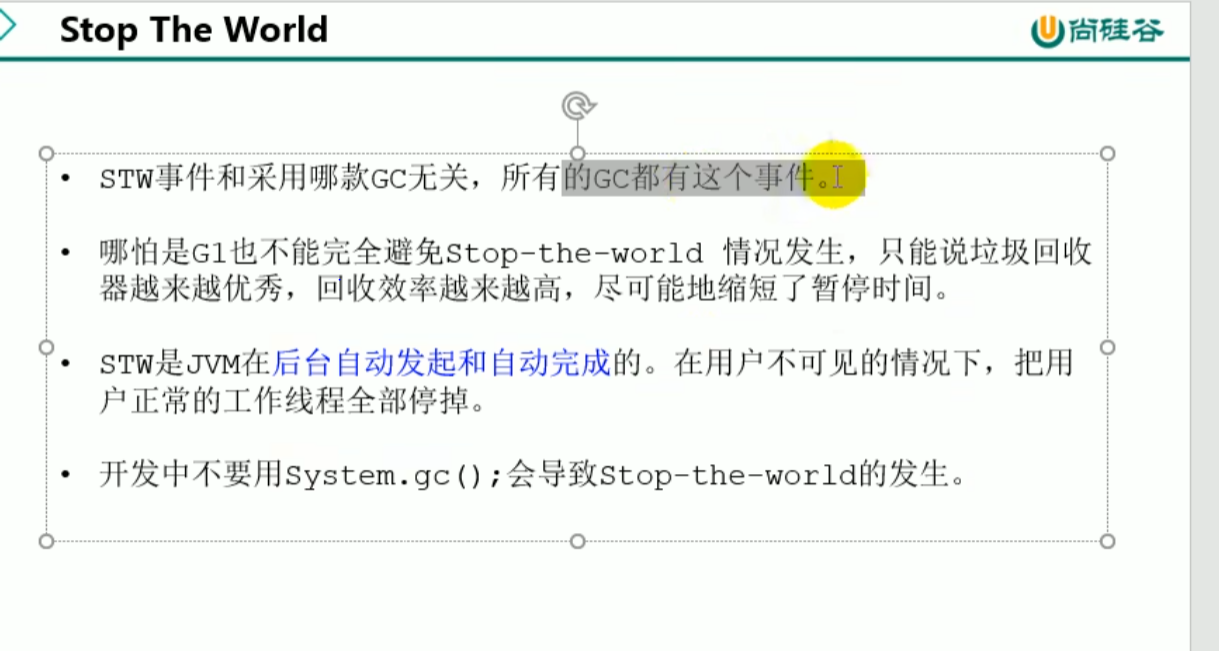 Stop The World
尚硅谷
• STW事件和采用哪款GC无关，所有的GC都有这个事件。
• 哪怕是G1也不能完全避免Stop-the-world 情况发生，只能说垃圾回收
器越来越优秀，回收效率越来越高，尽可能地缩短了暂停时间。
• STW是JVM在后台自动发起和自动完成的。在用户不可见的情况下，把用
户正常的工作线程全部停掉。
• 开发中不要用System.gc();会导致Stop-the-world的发生。